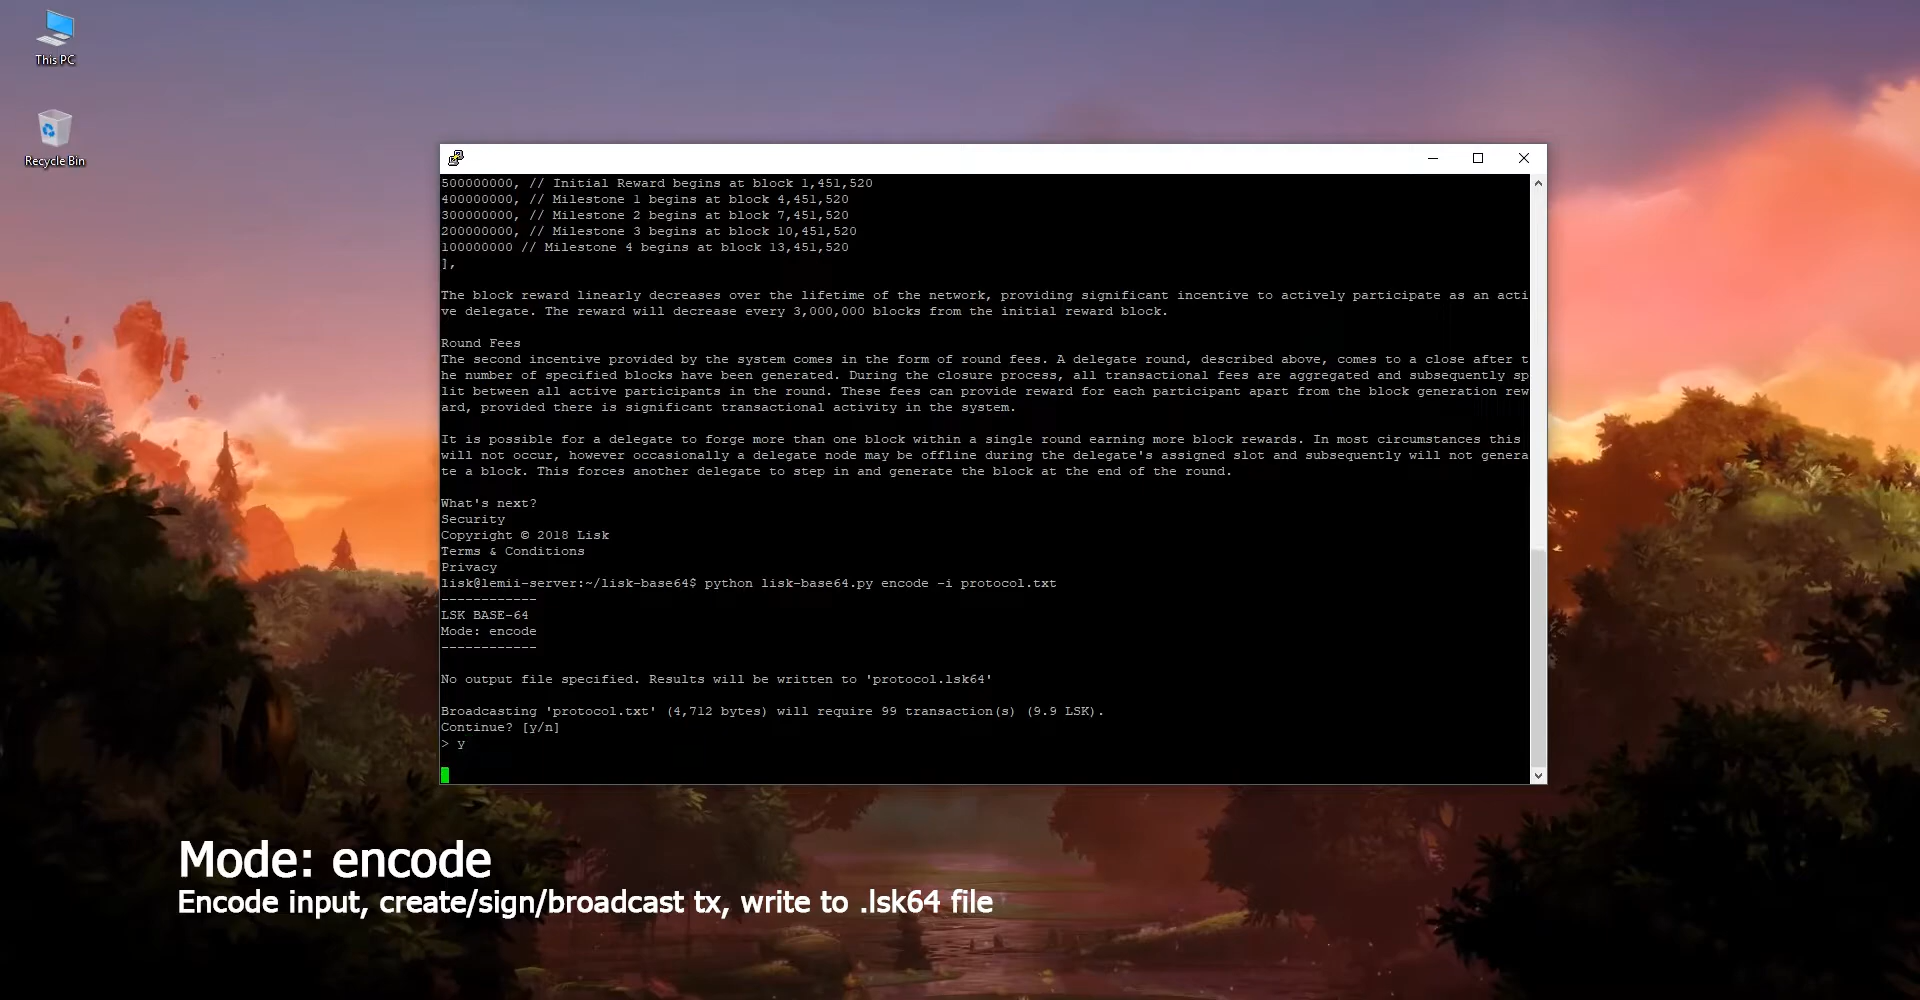 This PC
Recycle Bin
500000000, // Initial Reward begins at block 1,451,520
400000000, // Milestone 1 begins at block 4,451,520
300000000, // Milestone 2 begins at block 7,451,520
200000000, // Milestone 3 begins at block 10,451,520
100000000 // Milestone 4 begins at block 13,451,520
],
The block reward linearly decreases over the lifetime of the network, providing significant incentive to actively participate as an acti
ve delegate. The reward will decrease every 3,000,000 blocks from the initial reward block.
Round Fees
The second incentive provided by the system comes in the form of round fees. A delegate round, described above, comes to a close after t
he number of specified blocks have been generated. During the closure process, all transactional fees are aggregated and subsequently sp
lit between all active participants in the round. These fees can provide reward for each participant apart from the block generation rew
ard, provided there is significant transactional activity in the system.
It is possible for a delegate to forge more than one block within a single round earning more block rewards. In most circumstances this
will not occur, however occasionally a delegate node may be offline during the delegate's assigned slot and subsequently will not genera
te a block. This forces another delegate to step in and generate the block at the end of the round.
What's next?
Security
Copyright © 2018 Lisk
Terms & Conditions
Privacy
lisk@lemii-server:~/lisk-base64$ python lisk-base64.py encode -i protocol.txt
------------
LSK BASE-64
Mode: encode
------------
No output file specified. Results will be written to 'protocol.lsk64'
Broadcasting 'protocol.txt' (4,712 bytes) will require 99 transaction(s) (9.9 LSK).
Continue? [y/n]
> y
Mode: encode
Encode input, create/sign/broadcast tx, write to .lsk64 file